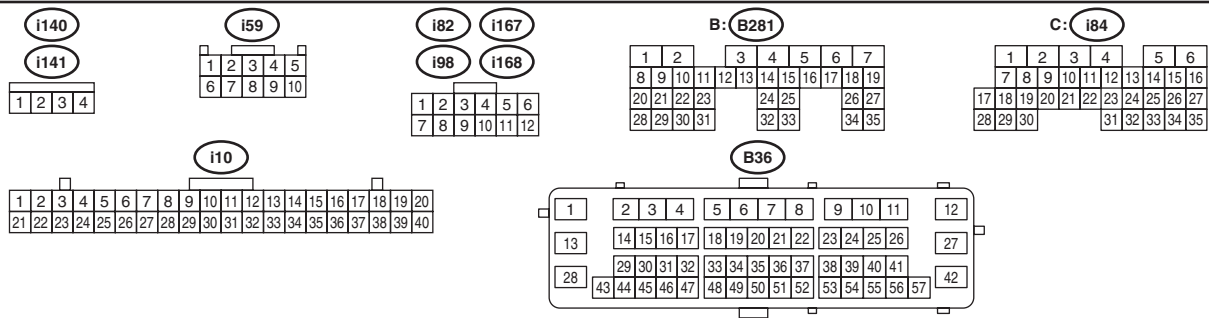 i140
i141
1 2 3 4
i59
1 2 3 4 5
6 7 8 9 10
i82 i167
i98 i168
1 2 3 4 5 6
7 8 9 10 11 12
B: B281
1 2 3 4 5 6 7
8 9 10 11 12 13 14 15 16 17 18 19
20 21 22 23 24 25 26 27
28 29 30 31 32 33 34 35
C: i84
1 2 3 4 5 6
7 8 9 10 11 12 13 14 15 16
17 18 19 20 21 22 23 24 25 26 27
28 29 30 31 32 33 34 35
i10
1 2 3 4 5 6 7 8 9 10 11 12 13 14 15 16 17 18 19 20
21 22 23 24 25 26 27 28 29 30 31 32 33 34 35 36 37 38 39 40
B36
1 2 3 4 5 6 7 8 9 10 11 12
13 14 15 16 17 18 19 20 21 22 23 24 25 26 27
28 29 30 31 32 33 34 35 36 37 38 39 40 41 42
43 44 45 46 47 48 49 50 51 52 53 54 55 56 57